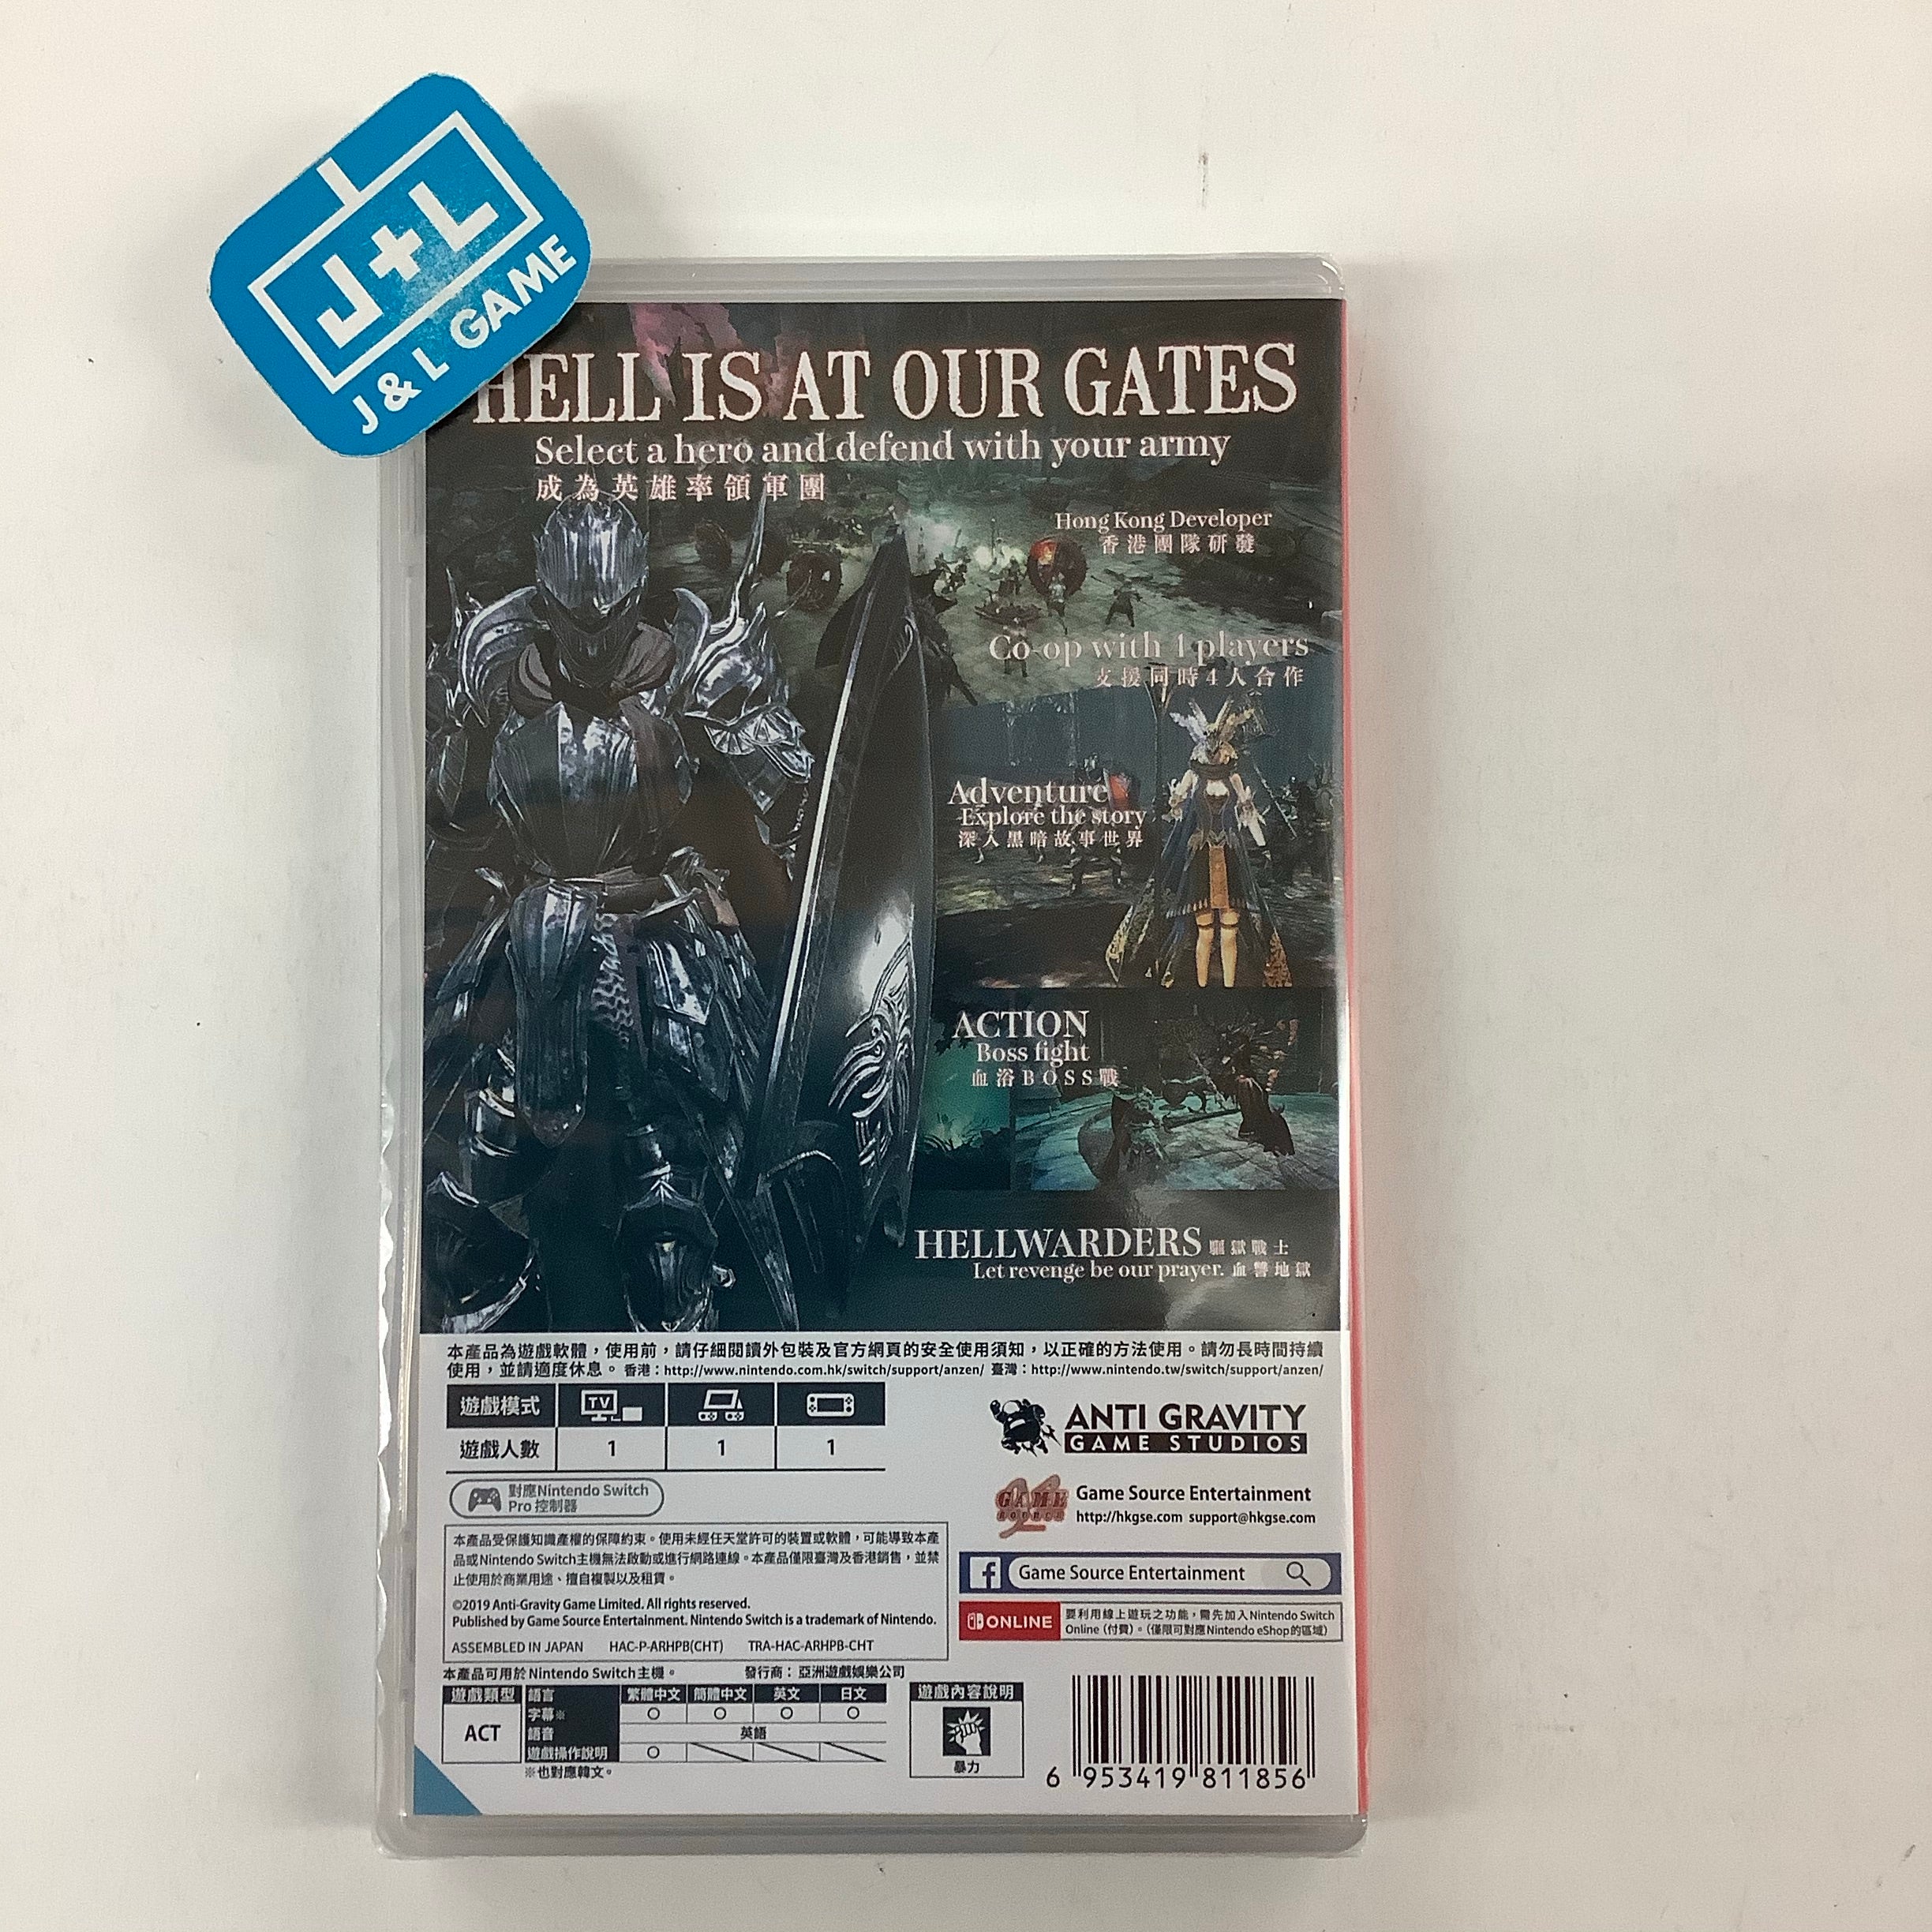 J+L
J & L GAME
HELL IS AT OUR GATES
Select a hero and defend with your army
成為英雄率領軍團
Hong Kong Developer
香港團隊研發
Co-op with 4 players
支援同時4人合作
Adventure
Explore the story
深入黑暗故事世界
ACTION
Boss fight
血浴BOSS戰
HELLWARDERS 驅獄戰士
Let revenge be our prayer. 血讐地獄
本產品為遊戲軟體，使用前，請仔細閱讀外包裝及官方網頁的安全使用須知，以正確的方法使用。請勿長時間持續
使用，並請適度休息。 香港：http://www.nintendo.com.hk/switch/support/anzen/ 臺灣：http://www.nintendo.tw/switch/support/anzen/
遊戲模式 TV
遊戲人數 1 1 1
ANTI GRAVITY
GAME STUDIOS
對應Nintendo Switch
Pro 控制器
GAME
SOURCE
Game Source Entertainment
http://hkgse.com support@hkgse.com
本產品受保護知識產權的保障約束。使用未經任天堂許可的裝置或軟體，可能導致本產
品或Nintendo Switch主機無法啟動或進行網路連線。本產品僅限臺灣及香港銷售，並禁
止使用於商業用途、擅自複製以及租賃。
©2019 Anti-Gravity Game Limited. All rights reserved.
Published by Game Source Entertainment. Nintendo Switch is a trademark of Nintendo.
ASSEMBLED IN JAPAN HAC-P-ARHPB(CHT) TRA-HAC-ARHPB-CHT
f Game Source Entertainment
ONLINE
要利用線上遊玩之功能，需先加入Nintendo Switch
Online（付費）。（僅限可對應Nintendo eShop的區域）
本產品可用於Nintendo Switch主機。 發行商：亞洲遊戲娛樂公司
遊戲類型 語言 繁體中文 簡體中文 英文 日文
ACT
字幕※ ○ ○ ○ ○
語音 英語
遊戲操作說明 ○
※也對應韓文。
遊戲內容說明
暴力
6 953419 811856